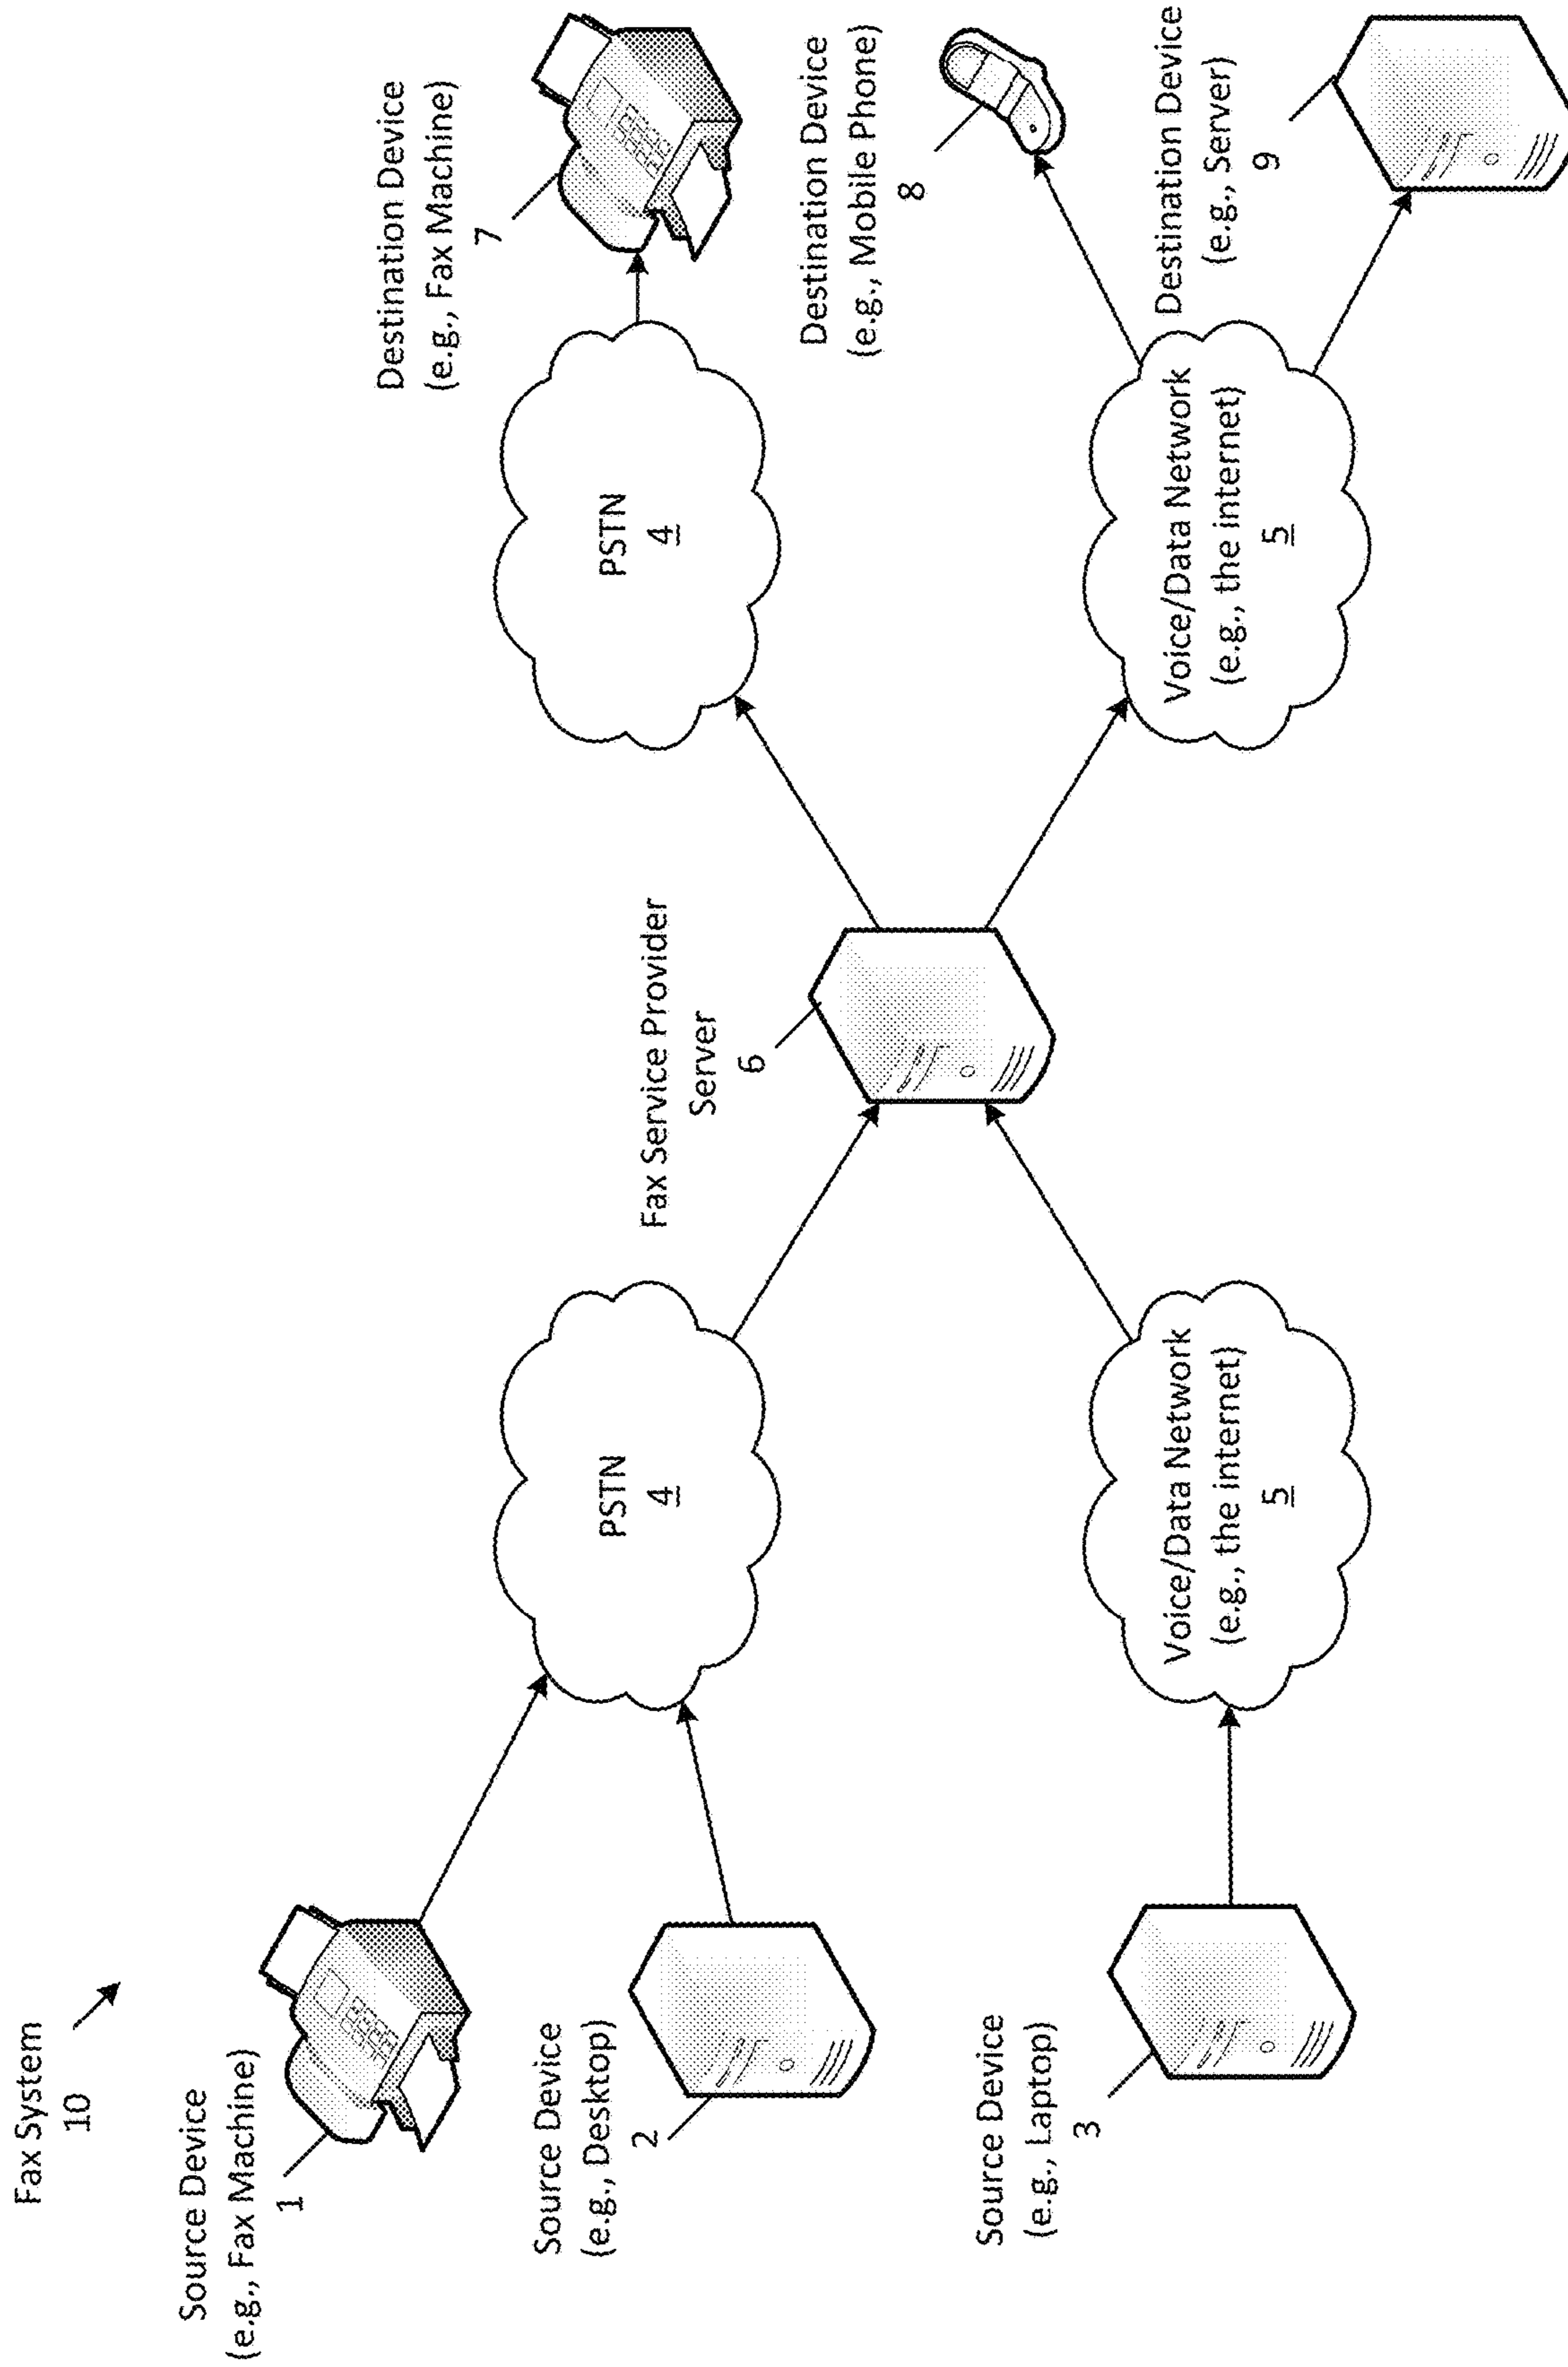 Fax System
10
Source Device
(e.g., Fax Machine)
1
Source Device
(e.g., Desktop)
2
Source Device
(e.g., Laptop)
3
PSTN
4
Voice/Data Network
(e.g., the internet)
5
Fax Service Provider
Server
6
PSTN
4
Voice/Data Network
(e.g., the internet)
5
Destination Device
(e.g., Fax Machine)
7
Destination Device
(e.g., Mobile Phone)
8
Destination Device
(e.g., Server)
9